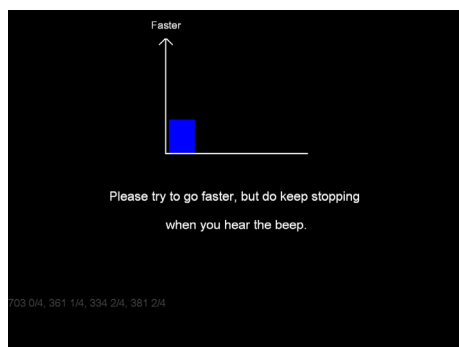 Faster
Please try to go faster, but do keep stopping
when you hear the beep.
703 0/4, 361 1/4, 334 2/4, 381 2/4